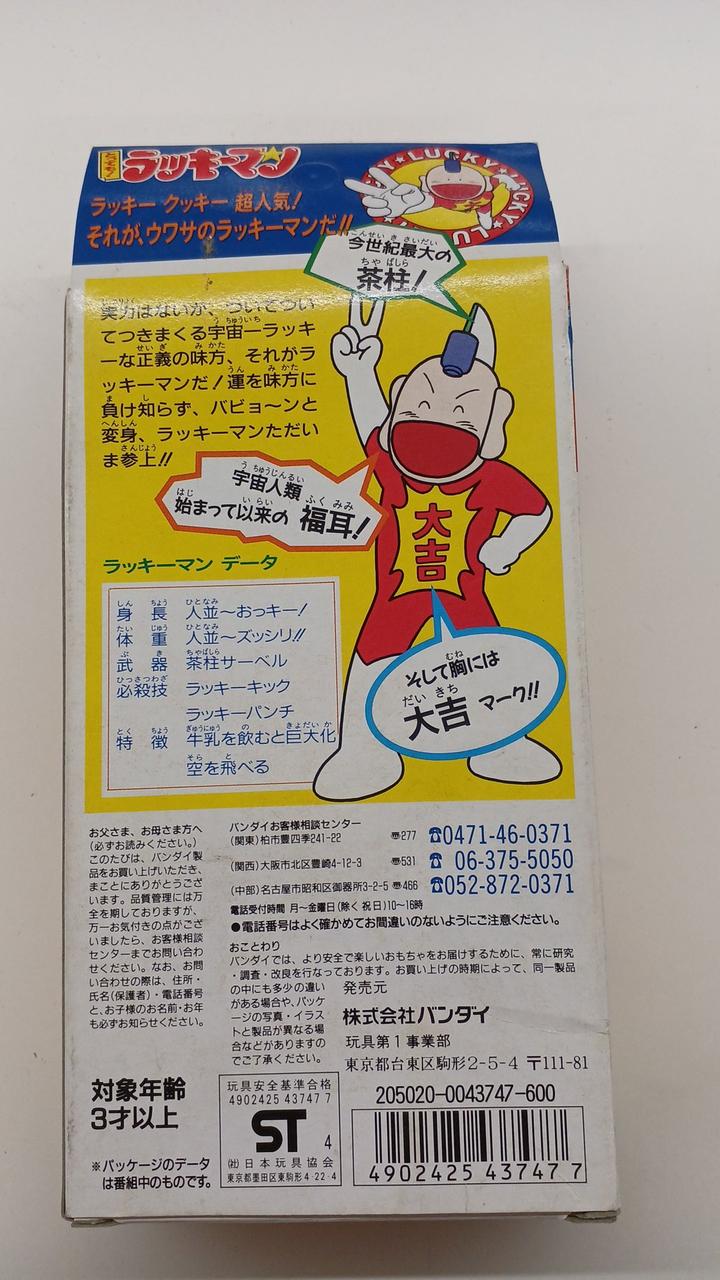 とっても!
ラッキーマン
LUCKY★LUCKY★LU
ラッキー クッキー 超人気!
それが、ウワサのラッキーマンだ!!
今世紀最大の
茶柱!
実力はないが、ついてつい
てつきまくる宇宙一ラッキ
ーな正義の味方、それがラ
ッキーマンだ!運を味方に
負け知らず、バビョ〜ンと
変身、ラッキーマンただい
ま参上!!
宇宙人類
始まって以来の 福耳!
大吉
そして胸には
大吉 マーク!!
ラッキーマン データ
身長 人並〜おっキー!
体重 人並〜ズッシリ!!
武器 茶柱サーベル
必殺技 ラッキーキック
ラッキーパンチ
特徴 牛乳を飲むと巨大化
空を飛べる
お父さま、お母さま方へ
(必ずお読みください。)
このたびは、バンダイ製
品をお買い上げいただき、
まことにありがとうござ
います。品質管理には万
全を期しておりますが、
万一お気付きの点がござ
いましたら、お客様相談
センターまでお問い合わ
せください。なお、お問
い合わせの際は、住所・
氏名(保護者)・電話番号
と、お子様のお名前・お年
も必ずお知らせください。
バンダイお客様相談センター
(関東)柏市豊四季241-22 〠277 ☎0471-46-0371
(関西)大阪市北区豊崎4-12-3 〠531 ☎06-375-5050
(中部)名古屋市昭和区御器所3-2-5 〠466 ☎052-872-0371
電話受付時間 月〜金曜日(除く祝日)10〜16時
●電話番号はよく確かめてお間違いのないようにご注意ください。
おことわり
バンダイでは、より安全で楽しいおもちゃをお届けするために、常に研究
・調査・改良を行なっております。お買い上げの時期によって、同一製品
の中にも多少の違い
がある場合や、パッケ
ージの写真・イラス
トと製品が異なる場
合などがありますの
でご了承ください。
発売元
株式会社バンダイ
玩具第1事業部
東京都台東区駒形2-5-4 〒111-81
対象年齢
3才以上
※パッケージのデータ
は番組中のものです。
玩具安全基準合格
4902425 43747 7
ST 4
(社)日本玩具協会
東京都墨田区東駒形4-22-4
205020-0043747-600
4902425 437477